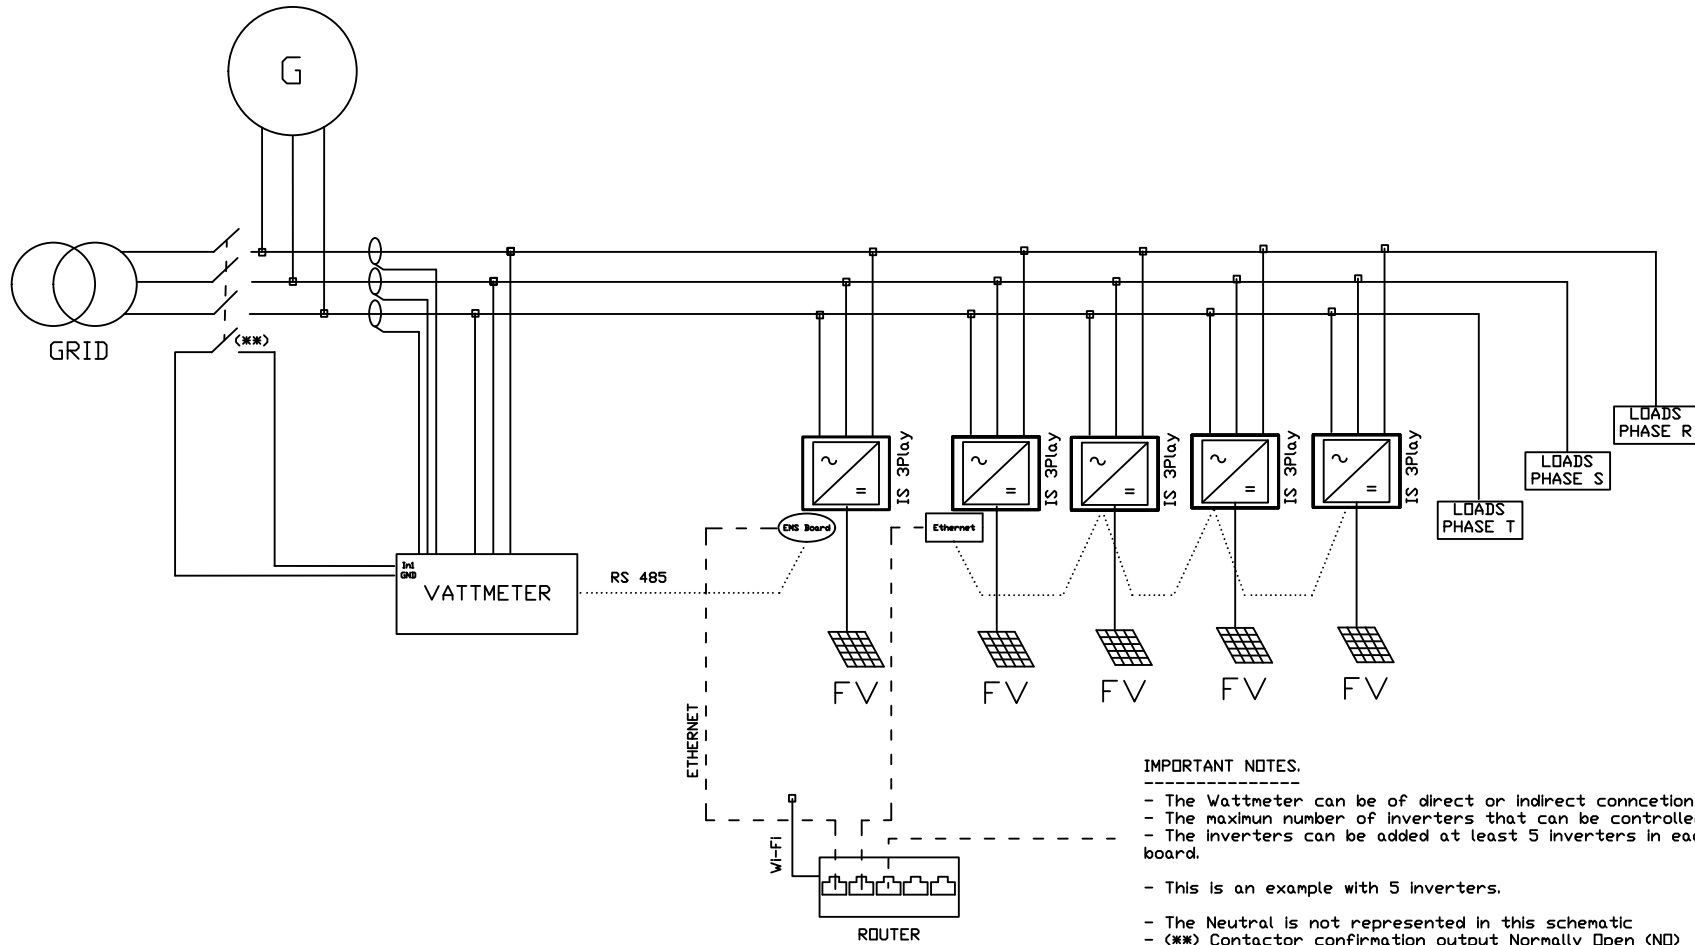 G
GRID
(**)
IS 3Play
IS 3Play
IS 3Play
IS 3Play
IS 3Play
LOADS
PHASE R
LOADS
PHASE S
LOADS
PHASE T
EMS Board
Ethernet
In1
GND
VATTMETER
RS 485
FV
FV
FV
FV
FV
ETHERNET
Wi-Fi
ROUTER
IMPORTANT NOTES.
- The Wattmeter can be of direct or indirect conncetion
- The maximun number of inverters that can be controlle
- The inverters can be added at least 5 inverters in eac
board.
- This is an example with 5 inverters.
- The Neutral is not represented in this schematic
- (**) Contactor confirmation output Normally Open (NO)